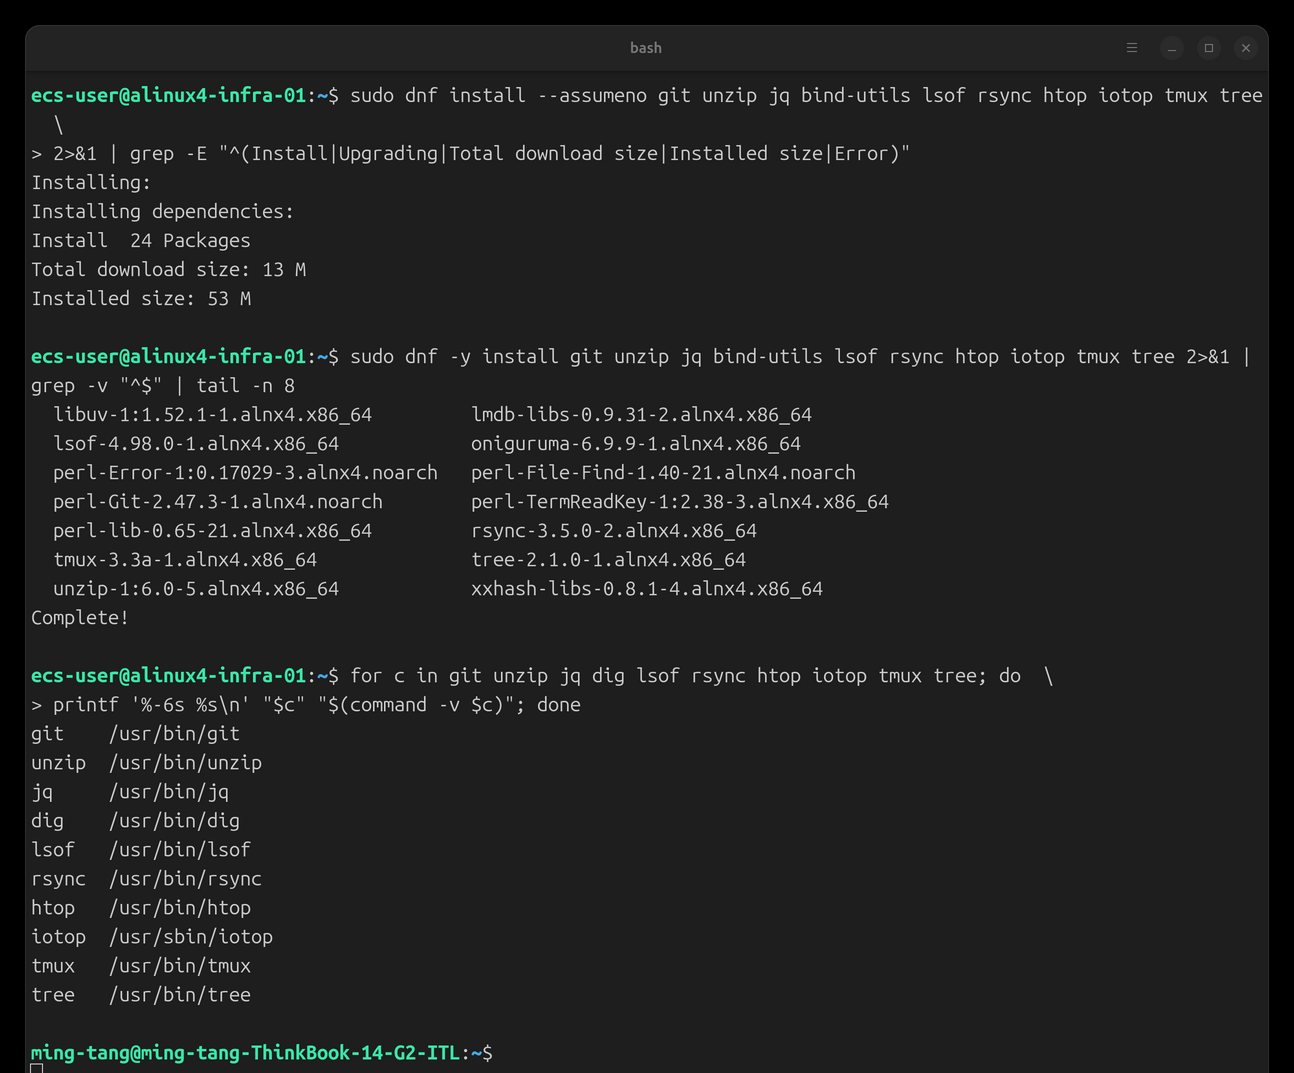 bash
ecs-user@alinux4-infra-01:~$ sudo dnf install --assumeno git unzip jq bind-utils lsof rsync htop iotop tmux tree
  \
> 2>&1 | grep -E "^(Install|Upgrading|Total download size|Installed size|Error)"
Installing:
Installing dependencies:
Install  24 Packages
Total download size: 13 M
Installed size: 53 M
ecs-user@alinux4-infra-01:~$ sudo dnf -y install git unzip jq bind-utils lsof rsync htop iotop tmux tree 2>&1 |
grep -v "^$" | tail -n 8
  libuv-1:1.52.1-1.alnx4.x86_64         lmdb-libs-0.9.31-2.alnx4.x86_64
  lsof-4.98.0-1.alnx4.x86_64            oniguruma-6.9.9-1.alnx4.x86_64
  perl-Error-1:0.17029-3.alnx4.noarch   perl-File-Find-1.40-21.alnx4.noarch
  perl-Git-2.47.3-1.alnx4.noarch        perl-TermReadKey-1:2.38-3.alnx4.x86_64
  perl-lib-0.65-21.alnx4.x86_64         rsync-3.5.0-2.alnx4.x86_64
  tmux-3.3a-1.alnx4.x86_64              tree-2.1.0-1.alnx4.x86_64
  unzip-1:6.0-5.alnx4.x86_64            xxhash-libs-0.8.1-4.alnx4.x86_64
Complete!
ecs-user@alinux4-infra-01:~$ for c in git unzip jq dig lsof rsync htop iotop tmux tree; do  \
> printf '%-6s %s\n' "$c" "$(command -v $c)"; done
git    /usr/bin/git
unzip  /usr/bin/unzip
jq     /usr/bin/jq
dig    /usr/bin/dig
lsof   /usr/bin/lsof
rsync  /usr/bin/rsync
htop   /usr/bin/htop
iotop  /usr/sbin/iotop
tmux   /usr/bin/tmux
tree   /usr/bin/tree
ming-tang@ming-tang-ThinkBook-14-G2-ITL:~$